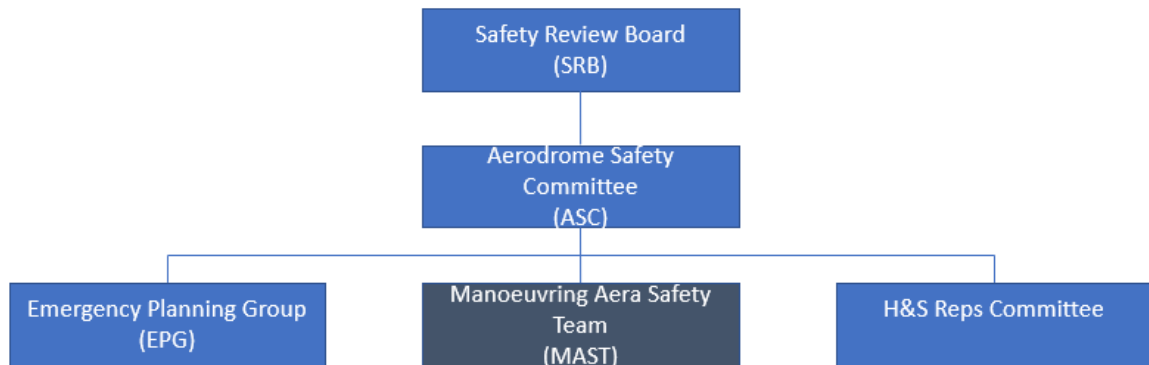 Safety Review Board
(SRB)
Aerodrome Safety
Committee
(ASC)
Emergency Planning Group
(EPG)
Manoeuvring Aera Safety
Team
(MAST)
H&S Reps Committee